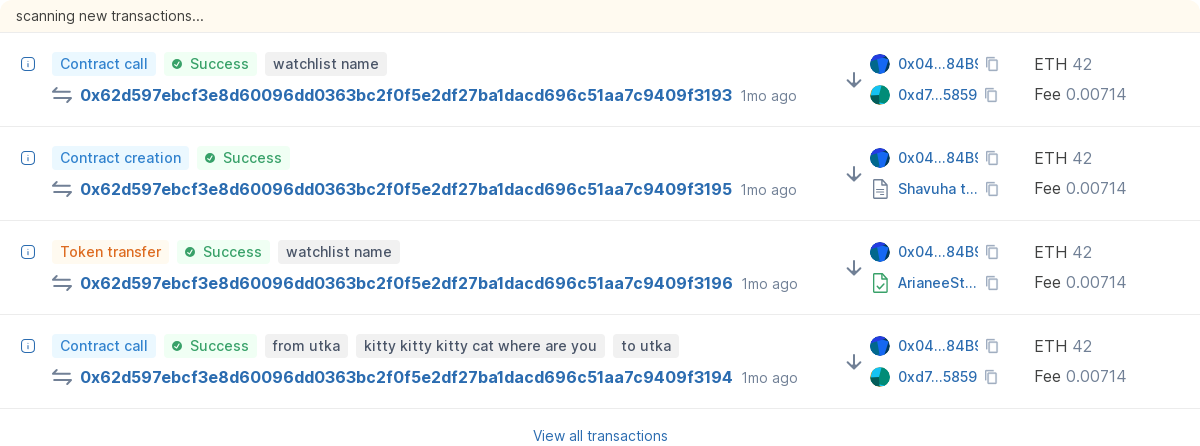 scanning new transactions...
Contract call Success watchlist name 0x04...84B9 ETH 42
0x62d597ebcf3e8d60096dd0363bc2f0f5e2df27ba1dacd696c51aa7c9409f3193 1mo ago 0xd7...5859 Fee 0.00714
Contract creation Success 0x04...84B9 ETH 42
0x62d597ebcf3e8d60096dd0363bc2f0f5e2df27ba1dacd696c51aa7c9409f3195 1mo ago Shavuha t... Fee 0.00714
Token transfer Success watchlist name 0x04...84B9 ETH 42
0x62d597ebcf3e8d60096dd0363bc2f0f5e2df27ba1dacd696c51aa7c9409f3196 1mo ago ArianeeSt... Fee 0.00714
Contract call Success from utka kitty kitty kitty cat where are you to utka 0x04...84B9 ETH 42
0x62d597ebcf3e8d60096dd0363bc2f0f5e2df27ba1dacd696c51aa7c9409f3194 1mo ago 0xd7...5859 Fee 0.00714
View all transactions